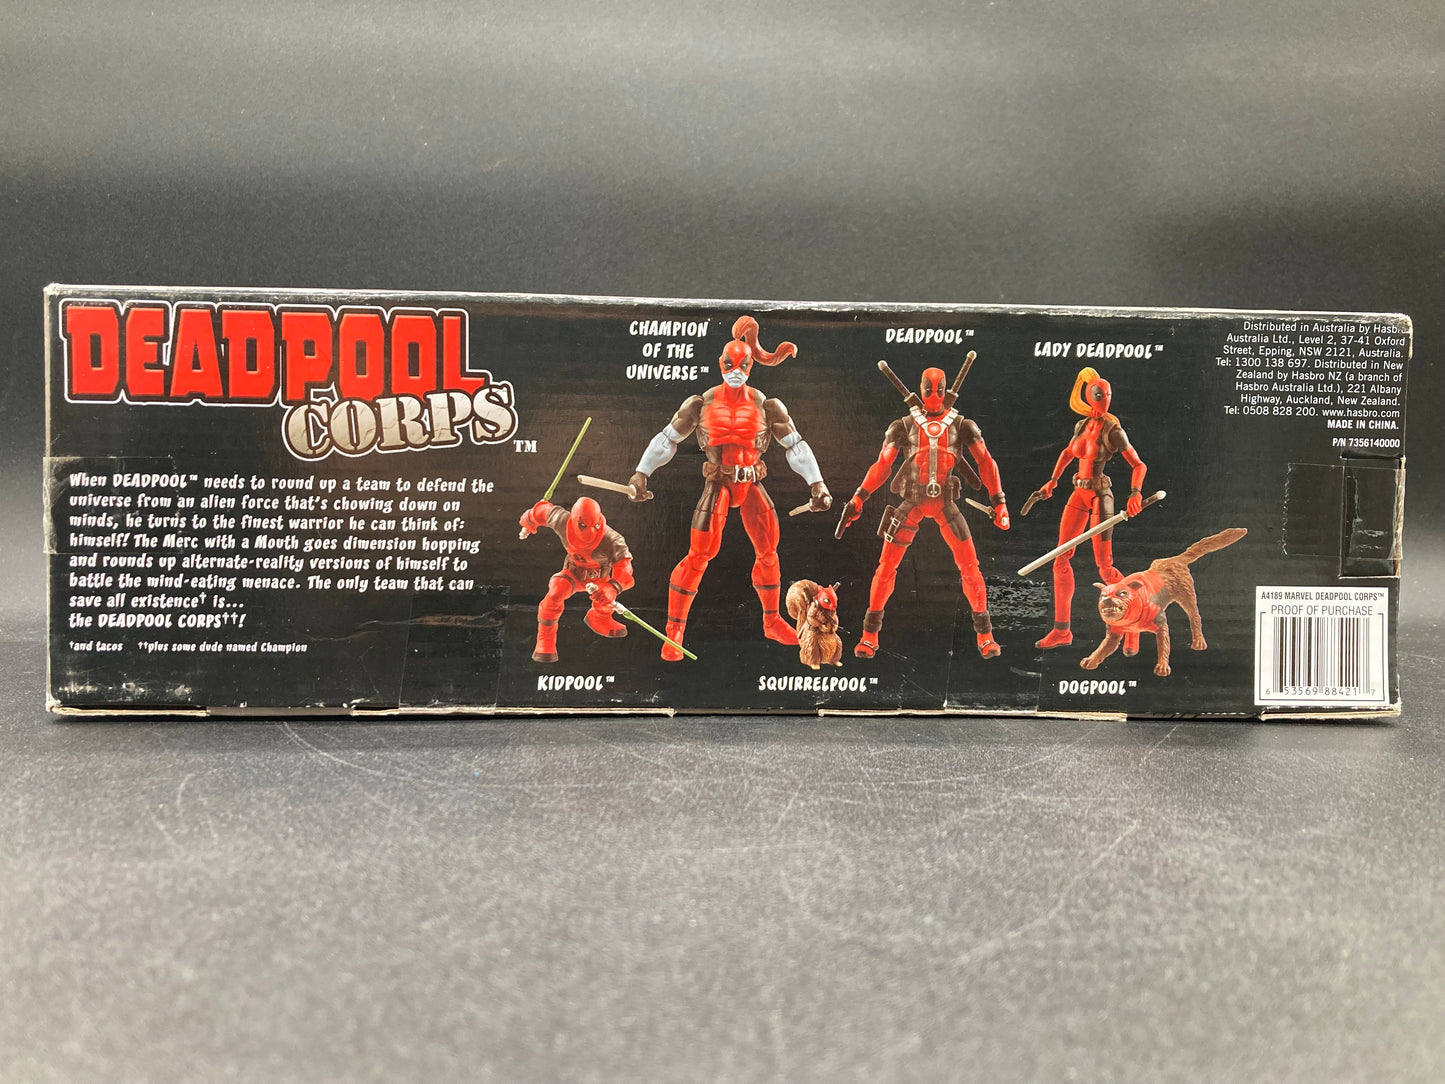 DEADPOOL
CORPS™
When DEADPOOL™ needs to round up a team to defend the
universe from an alien force that's chowing down on
minds, he turns to the finest warrior he can think of:
himself! The Merc with a Mouth goes dimension hopping
and rounds up alternate-reality versions of himself to
battle the mind-eating menace. The only team that can
save all existence† is...
the DEADPOOL CORPS††!
†and tacos ††plus some dude named Champion
CHAMPION
OF THE
UNIVERSE™
DEADPOOL™
LADY DEADPOOL™
KIDPOOL™
SQUIRRELPOOL™
DOGPOOL™
Distributed in Australia by Hasbro
Australia Ltd., Level 2, 37-41 Oxford
Street, Epping, NSW 2121, Australia.
Tel: 1300 138 697. Distributed in New
Zealand by Hasbro NZ (a branch of
Hasbro Australia Ltd.), 221 Albany
Highway, Auckland, New Zealand.
Tel: 0508 828 200. www.hasbro.com
MADE IN CHINA.
P/N 7356140000
A4189 MARVEL DEADPOOL CORPS™
PROOF OF PURCHASE
6 53569 88421 7